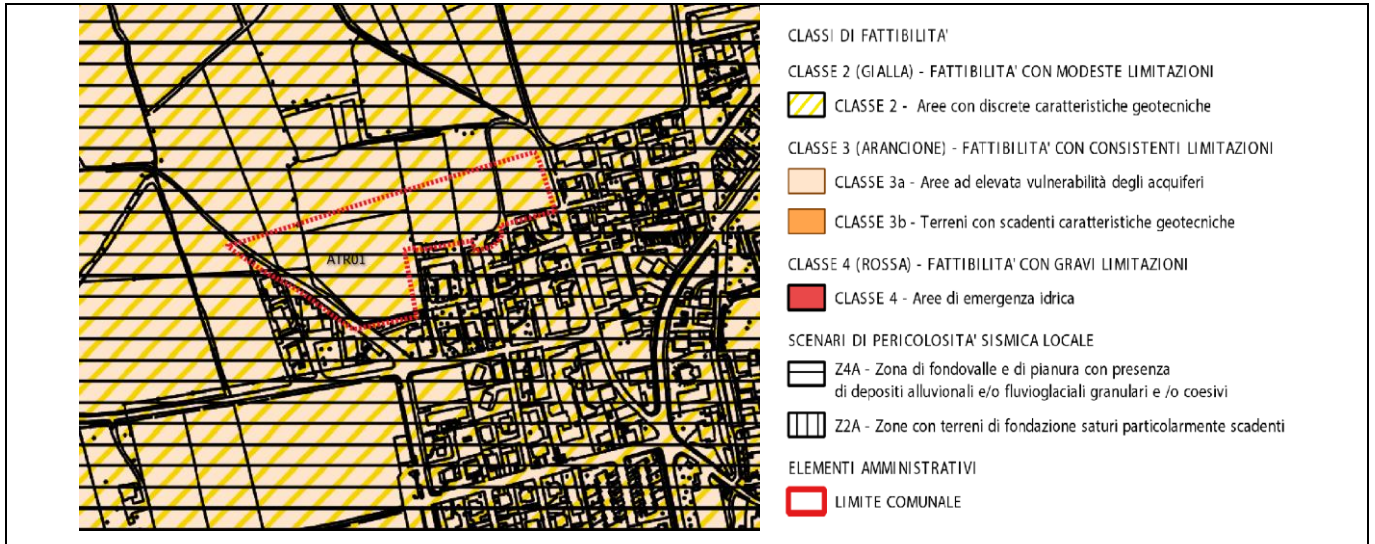 ATR01
CLASSI DI FATTIBILITA'
CLASSE 2 (GIALLA) - FATTIBILITA' CON MODESTE LIMITAZIONI
CLASSE 2 - Aree con discrete caratteristiche geotecniche
CLASSE 3 (ARANCIONE) - FATTIBILITA' CON CONSISTENTI LIMITAZIONI
CLASSE 3a - Aree ad elevata vulnerabilità degli acquiferi
CLASSE 3b - Terreni con scadenti caratteristiche geotecniche
CLASSE 4 (ROSSA) - FATTIBILITA' CON GRAVI LIMITAZIONI
CLASSE 4 - Aree di emergenza idrica
SCENARI DI PERICOLOSITA' SISMICA LOCALE
Z4A - Zona di fondovalle e di pianura con presenza
di depositi alluvionali e/o fluvioglaciali granulari e /o coesivi
Z2A - Zone con terreni di fondazione saturi particolarmente scadenti
ELEMENTI AMMINISTRATIVI
LIMITE COMUNALE